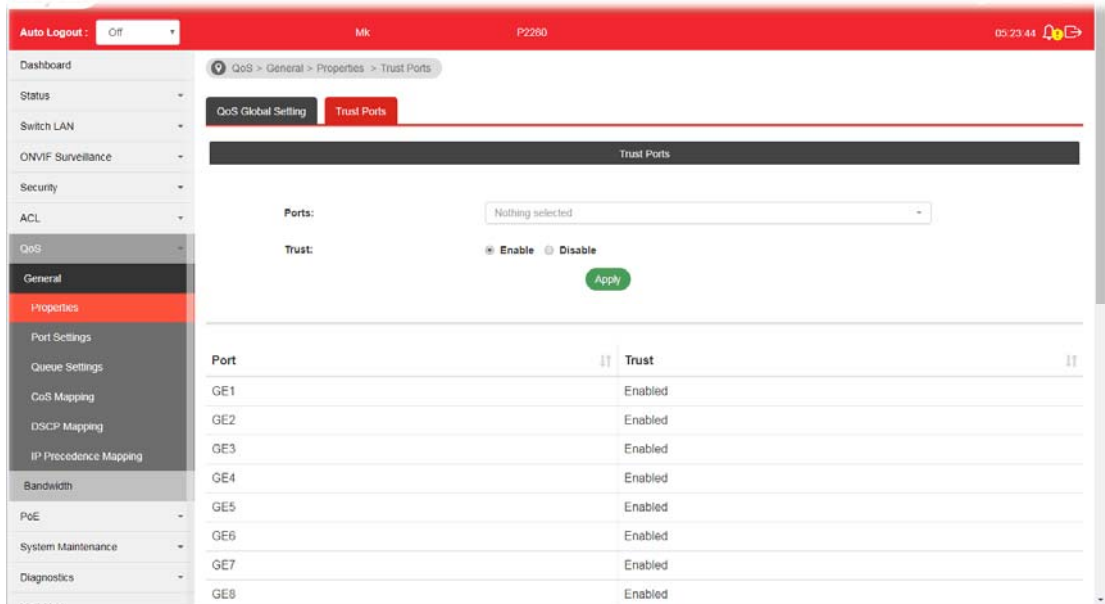 Auto Logout : Off Mk P2260 05:23:44
Dashboard
Status
Switch LAN
ONVIF Surveillance
Security
ACL
QoS
General
Properties
Port Settings
Queue Settings
CoS Mapping
DSCP Mapping
IP Precedence Mapping
Bandwidth
PoE
System Maintenance
Diagnostics
QoS > General > Properties > Trust Ports
QoS Global Setting Trust Ports
Trust Ports
Ports: Nothing selected
Trust: Enable Disable
Apply
Port Trust
GE1 Enabled
GE2 Enabled
GE3 Enabled
GE4 Enabled
GE5 Enabled
GE6 Enabled
GE7 Enabled
GE8 Enabled